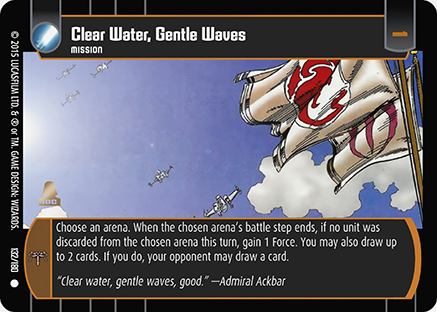 Clear Water, Gentle Waves
MISSION
1
Choose an arena. When the chosen arena's battle step ends, if no unit was
discarded from the chosen arena this turn, gain 1 Force. You may also draw up
to 2 cards. If you do, your opponent may draw a card.
"Clear water, gentle waves, good." —Admiral Ackbar
© 2015 LUCASFILM LTD. & ® or TM. GAME DESIGN: WIZARDS.